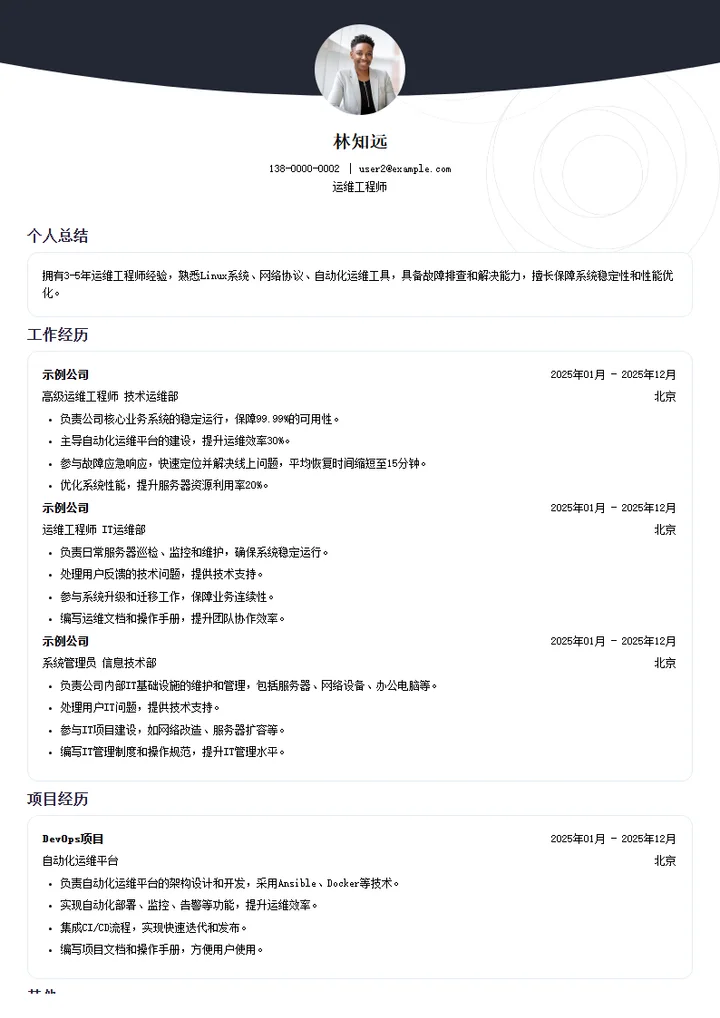 林知远
138-0000-0002 | user2@example.com
运维工程师
个人总结
拥有3-5年运维工程师经验，熟悉Linux系统、网络协议、自动化运维工具，具备故障排查和解决能力，擅长保障系统稳定性和性能优
化。
工作经历
示例公司 2025年01月 - 2025年12月
高级运维工程师 技术运维部 北京
• 负责公司核心业务系统的稳定运行，保障99.99%的可用性。
• 主导自动化运维平台的建设，提升运维效率30%。
• 参与故障应急响应，快速定位并解决线上问题，平均恢复时间缩短至15分钟。
• 优化系统性能，提升服务器资源利用率20%。
示例公司 2025年01月 - 2025年12月
运维工程师 IT运维部 北京
• 负责日常服务器巡检、监控和维护，确保系统稳定运行。
• 处理用户反馈的技术问题，提供技术支持。
• 参与系统升级和迁移工作，保障业务连续性。
• 编写运维文档和操作手册，提升团队协作效率。
示例公司 2025年01月 - 2025年12月
系统管理员 信息技术部 北京
• 负责公司内部IT基础设施的维护和管理，包括服务器、网络设备、办公电脑等。
• 处理用户IT问题，提供技术支持。
• 参与IT项目建设，如网络改造、服务器扩容等。
• 编写IT管理制度和操作规范，提升IT管理水平。
项目经历
DevOps项目 2025年01月 - 2025年12月
自动化运维平台 北京
• 负责自动化运维平台的架构设计和开发，采用Ansible、Docker等技术。
• 实现自动化部署、监控、告警等功能，提升运维效率。
• 集成CI/CD流程，实现快速迭代和发布。
• 编写项目文档和操作手册，方便用户使用。